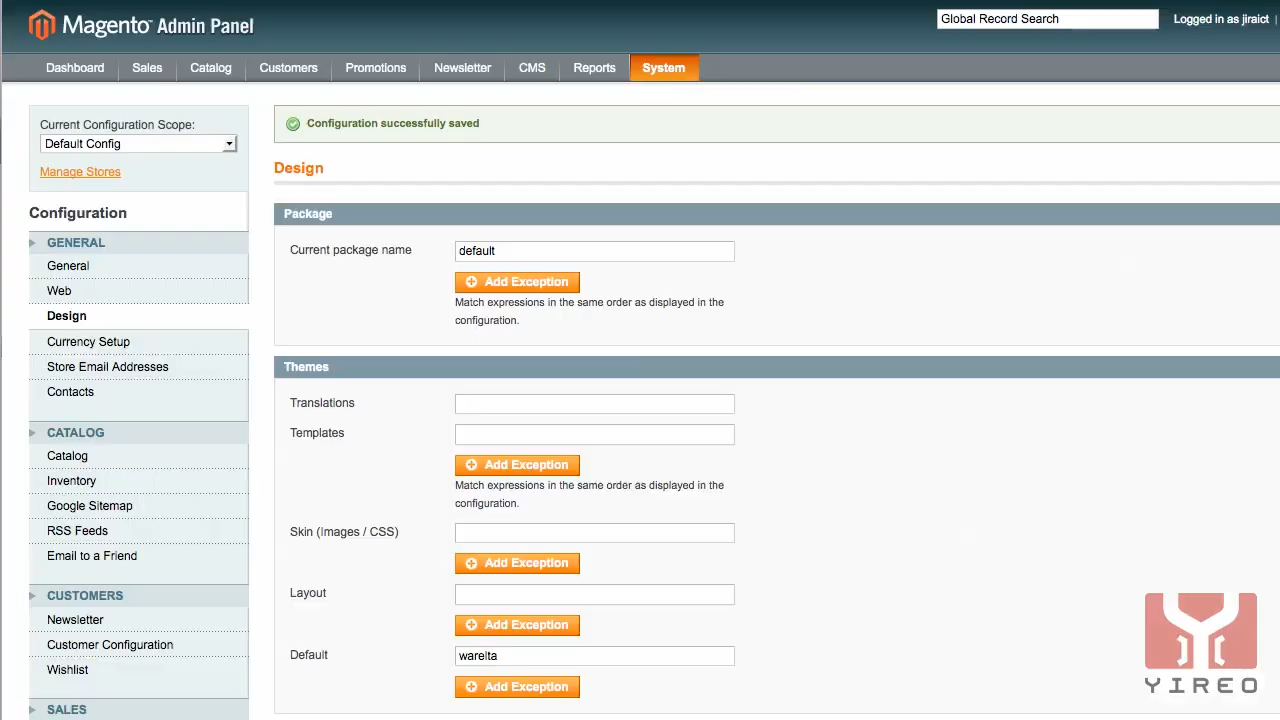 Magento™ Admin Panel
Global Record Search
Logged in as jiraict |
Dashboard
Sales
Catalog
Customers
Promotions
Newsletter
CMS
Reports
System
Current Configuration Scope:
Default Config
Manage Stores
Configuration
GENERAL
General
Web
Design
Currency Setup
Store Email Addresses
Contacts
CATALOG
Catalog
Inventory
Google Sitemap
RSS Feeds
Email to a Friend
CUSTOMERS
Newsletter
Customer Configuration
Wishlist
SALES
Configuration successfully saved
Design
Package
Current package name
default
Add Exception
Match expressions in the same order as displayed in the
configuration.
Themes
Translations
Templates
Add Exception
Match expressions in the same order as displayed in the
configuration.
Skin (Images / CSS)
Add Exception
Layout
Add Exception
Default
wareita
Add Exception
YIREO